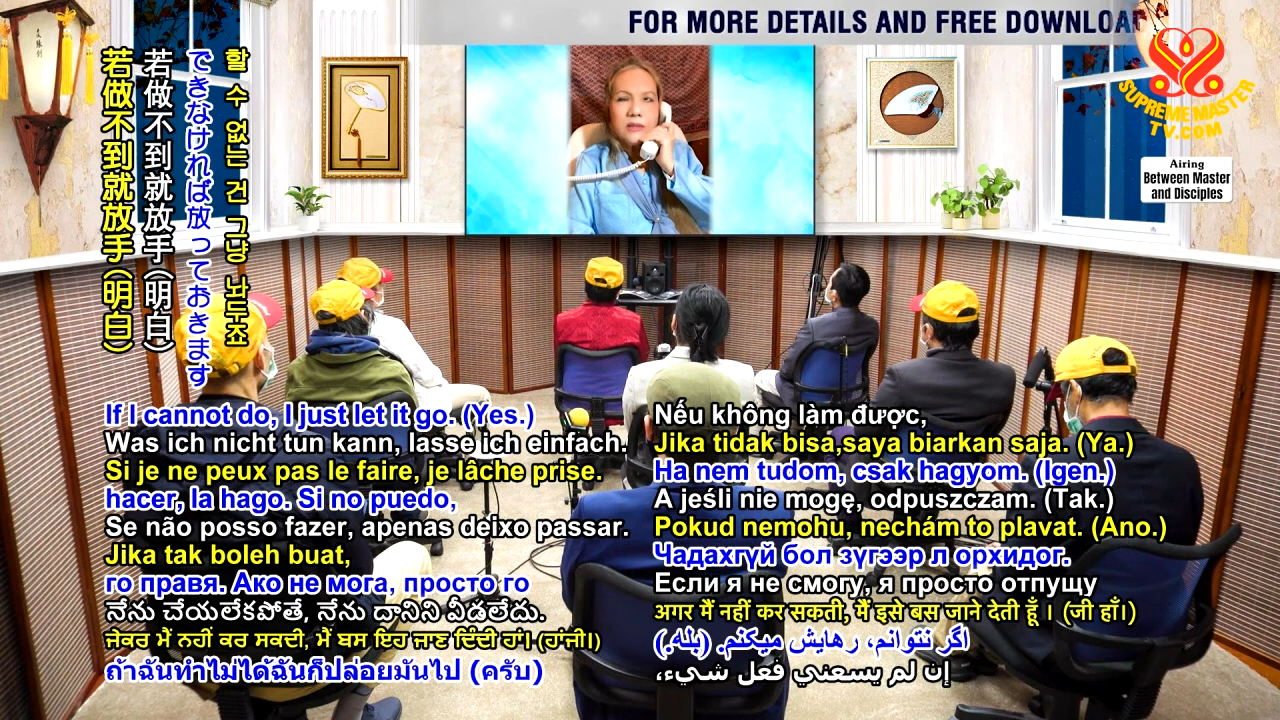 FOR MORE DETAILS AND FREE DOWNLOA
SUPREME MASTER
TV.COM
Airing
Between Master
and Disciples
할 수 없는 건 그냥 놔두죠
できなければ放っておきます
若做不到就放手(明白)
若做不到就放手(明白)
If I cannot do, I just let it go. (Yes.)
Was ich nicht tun kann, lasse ich einfach.
Si je ne peux pas le faire, je lâche prise.
hacer, la hago. Si no puedo,
Se não posso fazer, apenas deixo passar.
Jika tak boleh buat,
го правя. Ако не мога, просто го
నేను చేయలేకపోతే, నేను దానిని వీడలేదు.
ਜੇਕਰ ਮੈਂ ਨਹੀਂ ਕਰ ਸਕਦੀ, ਮੈਂ ਬਸ ਇਹ ਜਾਣ ਦਿੰਦੀ ਹਾਂ। (ਹਾਂਜੀ।)
ถ้าฉันทำไม่ได้ฉันก็ปล่อยมันไป (ครับ)
Nếu không làm được,
Jika tidak bisa,saya biarkan saja. (Ya.)
Ha nem tudom, csak hagyom. (Igen.)
A jeśli nie mogę, odpuszczam. (Tak.)
Pokud nemohu, nechám to plavat. (Ano.)
Чадахгүй бол зүгээр л орхидог.
Если я не смогу, я просто отпущу
अगर मैं नहीं कर सकती, मैं इसे बस जाने देती हूँ । (जी हाँ।)
اگر نتوانم، رهایش میکنم. (بله.)
إن لم يسعني فعل شيء،